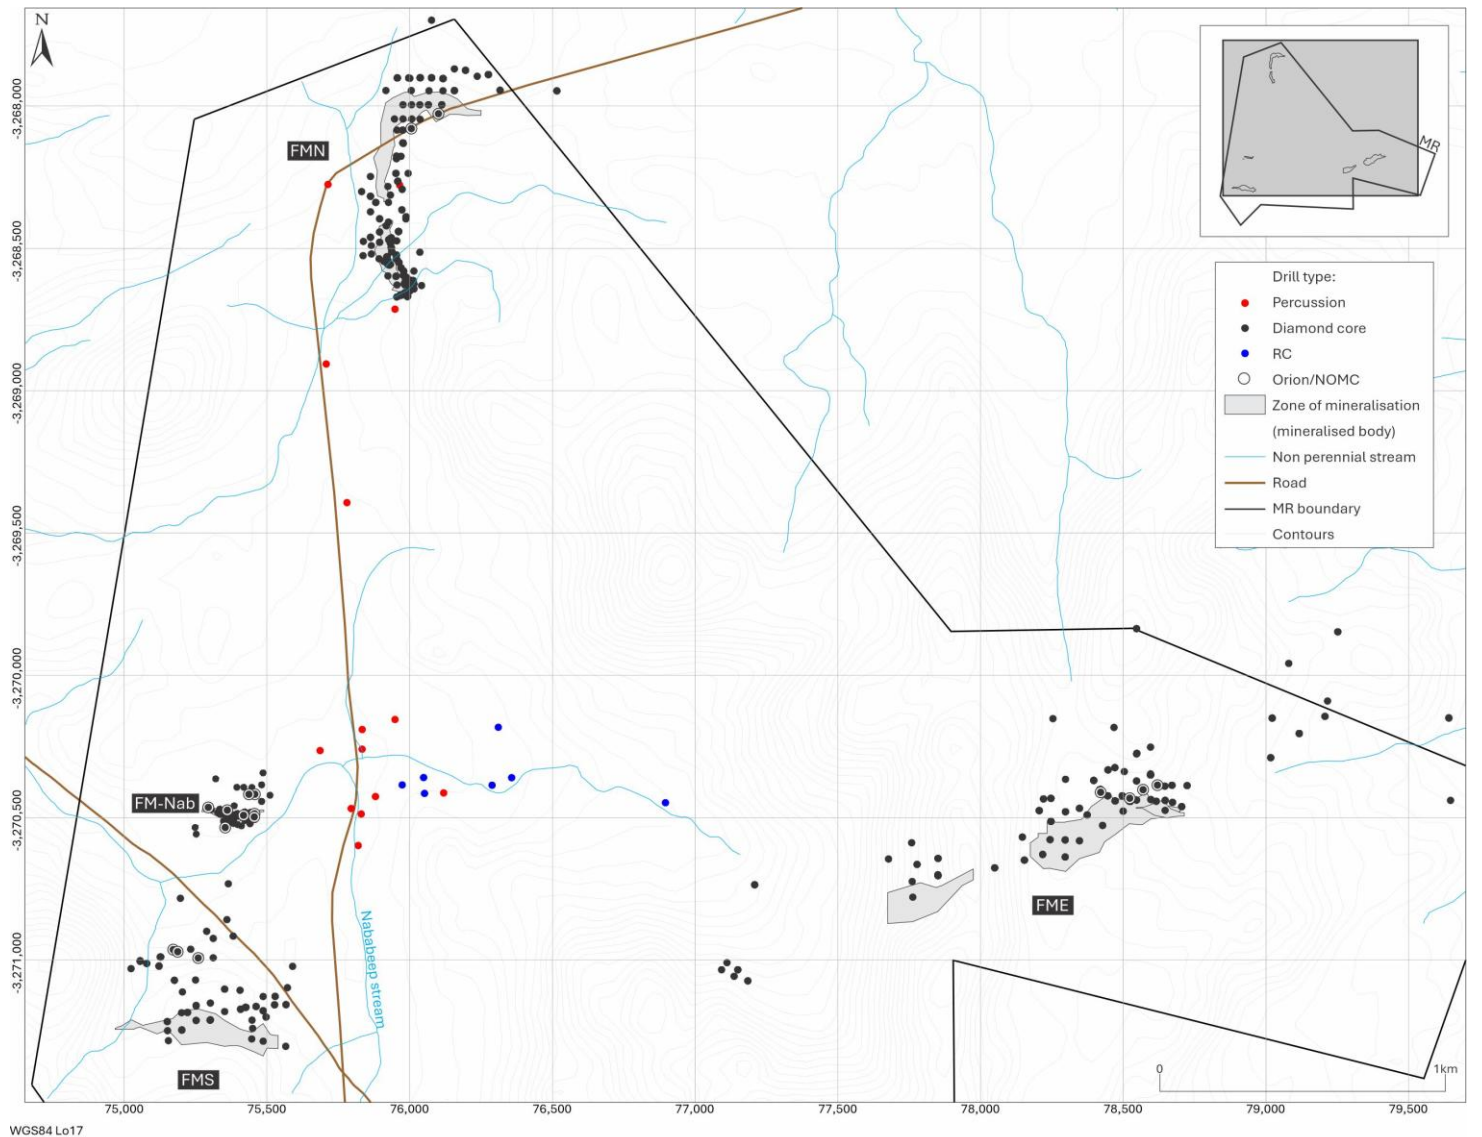 N
MR
-3,268,000
FMN
-3,268,500
Drill type:
Percussion
Diamond core
RC
Orion/NOMC
Zone of mineralisation
(mineralised body)
Non perennial stream
Road
MR boundary
Contours
-3,269,000
-3,269,500
-3,270,000
-3,270,500
FM-Nab
FME
-3,271,000
Nababeep stream
FMS
0
1km
75,000
75,500
76,000
76,500
77,000
77,500
78,000
78,500
79,000
79,500
WGS84 Lo17